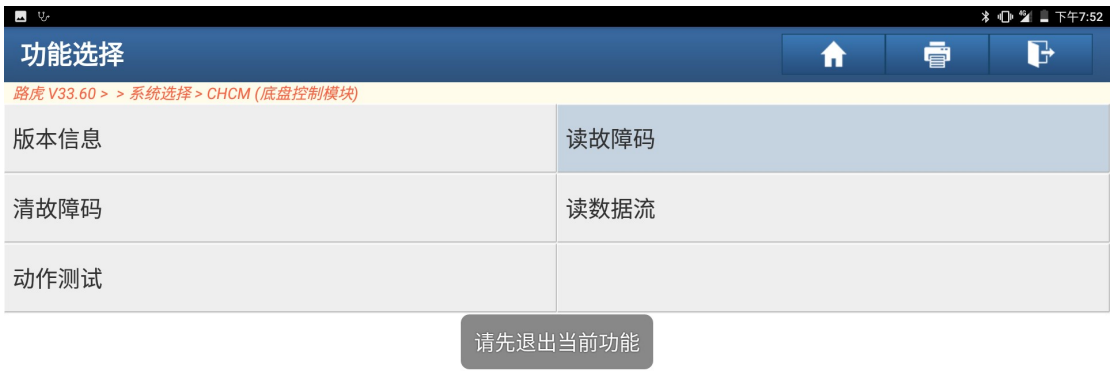 下午7:52
功能选择
路虎 V33.60 > > 系统选择 > CHCM (底盘控制模块)
版本信息
读故障码
清故障码
读数据流
动作测试
请先退出当前功能